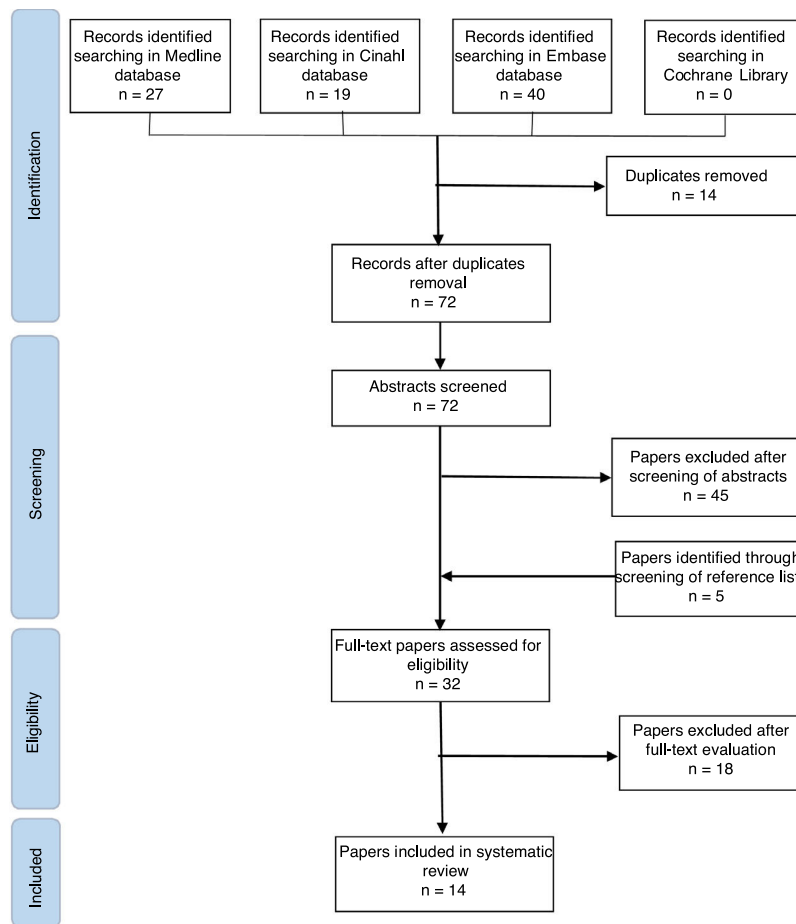 Records identified
searching in Medline
database
n = 27
Records identified
searching in Cinahl
database
n = 19
Records identified
searching in Embase
database
n = 40
Records identified
searching in
Cochrane Library
n = 0
Identification
Duplicates removed
n = 14
Records after duplicates
removal
n = 72
Screening
Abstracts screened
n = 72
Papers excluded after
screening of abstracts
n = 45
Papers identified through
screening of reference list
n = 5
Eligibility
Full-text papers assessed for
eligibility
n = 32
Papers excluded after
full-text evaluation
n = 18
Included
Papers included in systematic
review
n = 14